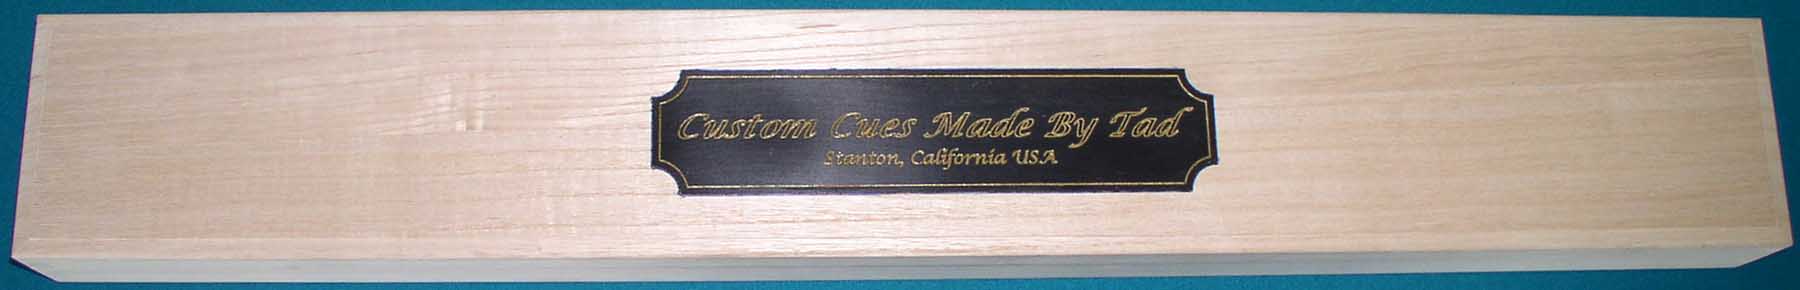 Custom Cues Made By Tad
Stanton, California USA